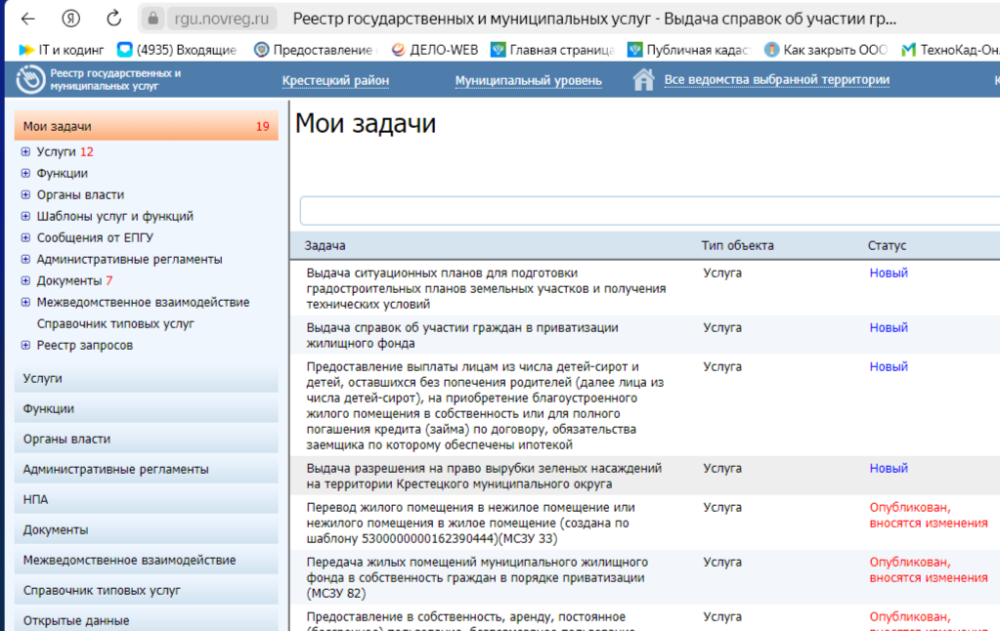 rgu.novreg.ru Реестр государственных и муниципальных услуг - Выдача справок об участии гр...
IT и кодинг (4935) Входящие Предоставление ДЕЛО-WEB Главная страница Публичная кадас Как закрыть ООО ТехноКад-Он
Реестр государственных и
муниципальных услуг
Крестецкий район Муниципальный уровень Все ведомства выбранной территории
Мои задачи 19
Услуги 12
Функции
Органы власти
Шаблоны услуг и функций
Сообщения от ЕПГУ
Административные регламенты
Документы 7
Межведомственное взаимодействие
Справочник типовых услуг
Реестр запросов
Услуги
Функции
Органы власти
Административные регламенты
НПА
Документы
Межведомственное взаимодействие
Справочник типовых услуг
Открытые данные
Мои задачи
Задача Тип объекта Статус
Выдача ситуационных планов для подготовки Услуга Новый
градостроительных планов земельных участков и получения
технических условий
Выдача справок об участии граждан в приватизации Услуга Новый
жилищного фонда
Предоставление выплаты лицам из числа детей-сирот и Услуга Новый
детей, оставшихся без попечения родителей (далее лица из
числа детей-сирот), на приобретение благоустроенного
жилого помещения в собственность или для полного
погашения кредита (займа) по договору, обязательства
заемщика по которому обеспечены ипотекой
Выдача разрешения на право вырубки зеленых насаждений Услуга Новый
на территории Крестецкого муниципального округа
Перевод жилого помещения в нежилое помещение или Услуга Опубликован,
нежилого помещения в жилое помещение (создана по вносятся изменения
шаблону 5300000000162390444)(МСЗУ 33)
Передача жилых помещений муниципального жилищного Услуга Опубликован,
фонда в собственность граждан в порядке приватизации вносятся изменения
(МСЗУ 82)
Предоставление в собственность, аренду, постоянное Услуга Опубликован,